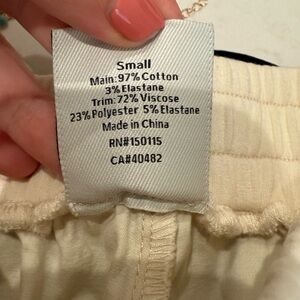 Small
Main:97% Cotton
3% Elastane
Trim:72% Viscose
23% Polyester 5% Elastane
Made in China
RN#150115
CA#40482